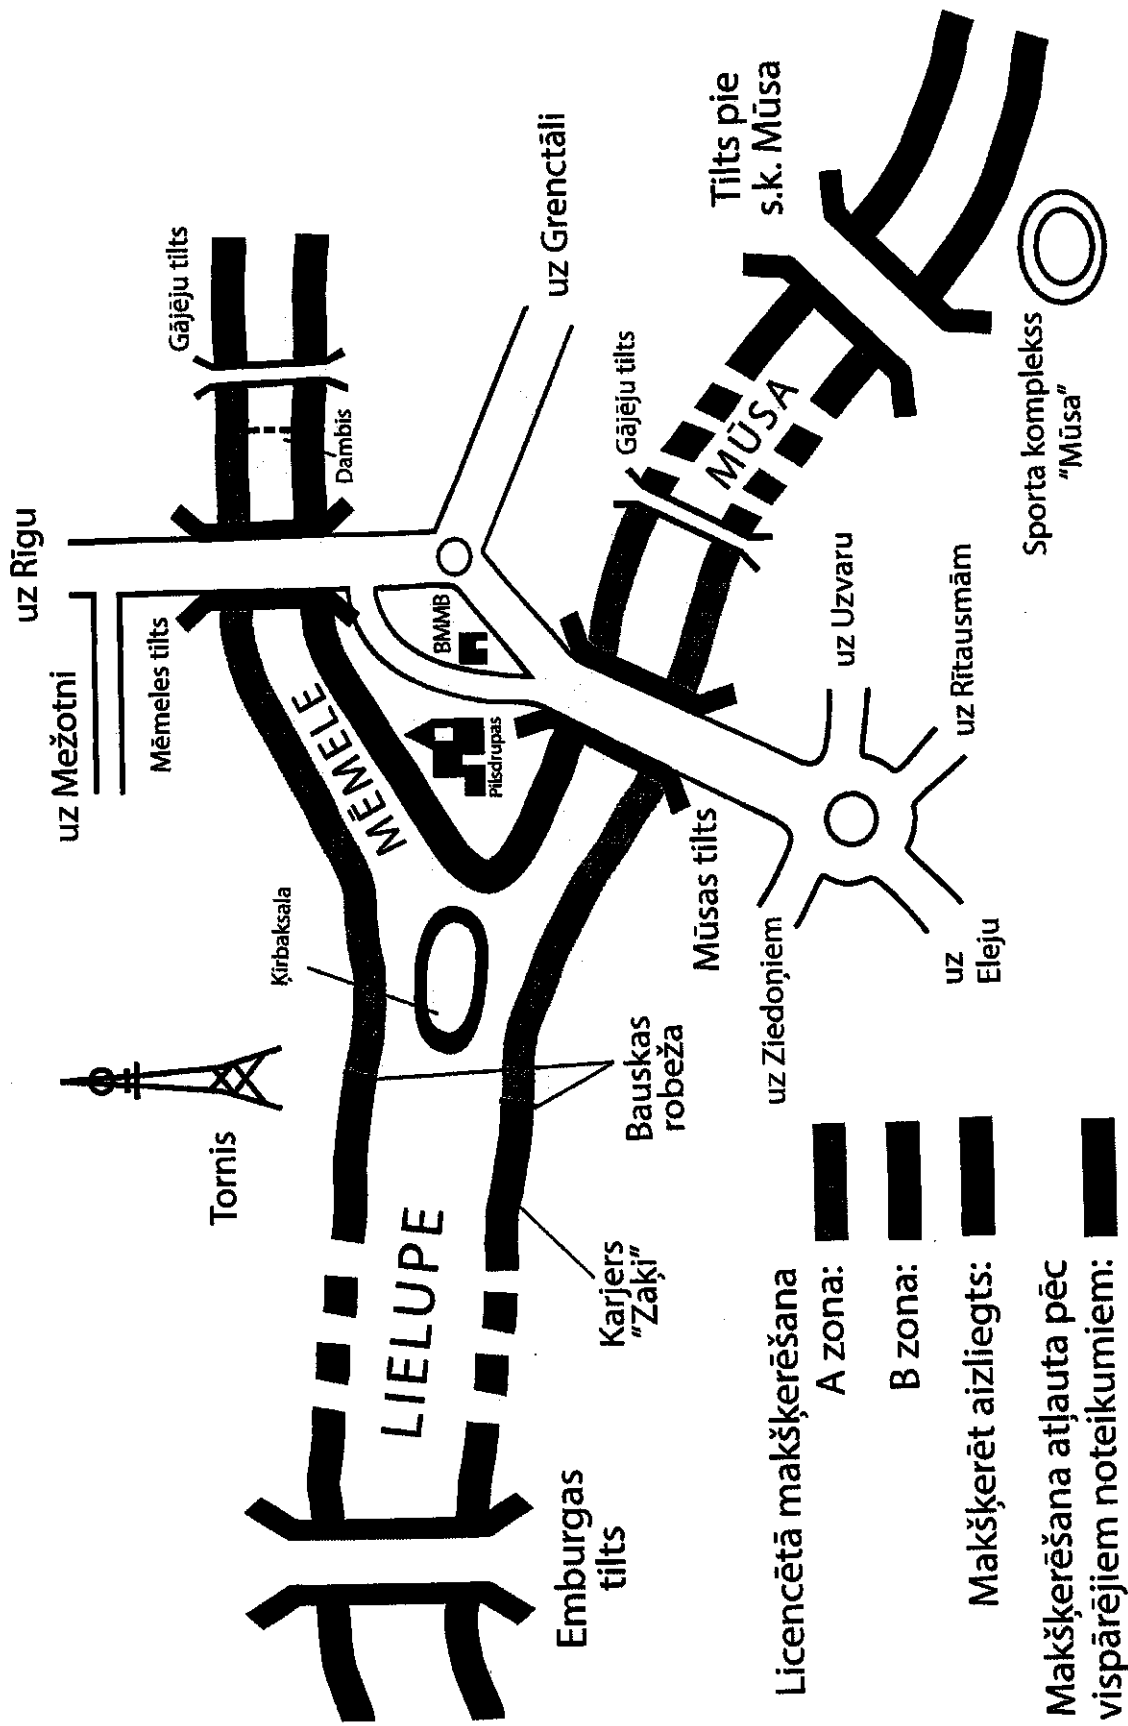 uz Rīgu
uz Mežotni
Mēmeles tilts
Gājēju tilts
Dambis
uz Grenctāli
Tilts pie
s.k. Mūsa
Tornis
Ķirbaksala
MĒMELE
Pilsdrupas
BMMB
Gājēju tilts
MŪSA
Sporta komplekss
"Mūsa"
LIELUPE
Emburgas
tilts
Karjers
"Zaķi"
Bauskas
robeža
Mūsas tilts
uz Ziedoņiem
uz
Eleju
uz Rītausmām
uz Uzvaru
Licencētā makšķerēšana
A zona:
B zona:
Makšķerēt aizliegts:
Makšķerēšana atļauta pēc
vispārējiem noteikumiem: